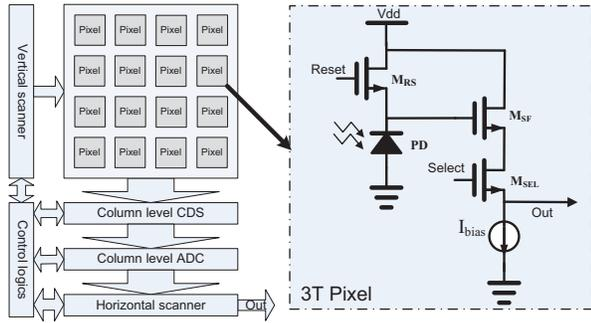 Vertical scanner
Pixel Pixel Pixel Pixel
Pixel Pixel Pixel Pixel
Pixel Pixel Pixel Pixel
Pixel Pixel Pixel Pixel
Control logics
Column level CDS
Column level ADC
Horizontal scanner
Out
Vdd
Reset
MRS
MSF
PD
Select
MSEL
Out
Ibias
3T Pixel